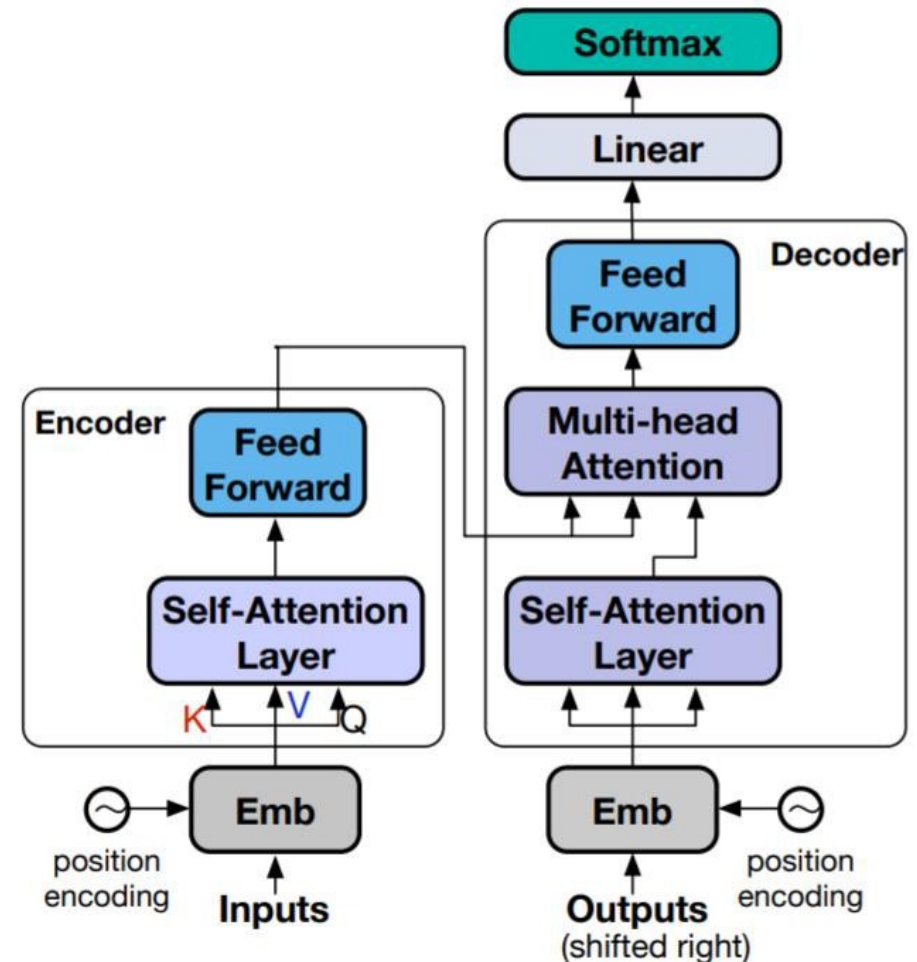 Softmax
Linear
Decoder
Feed
Forward
Multi-head
Attention
Encoder
Feed
Forward
Self-Attention
Layer
Self-Attention
Layer
K V Q
Emb
Emb
position
encoding
position
encoding
Inputs
Outputs
(shifted right)